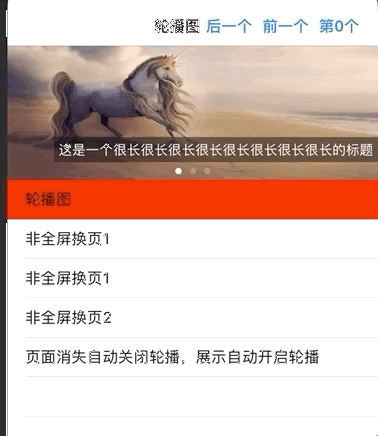 轮播图 后一个 前一个 第0个
这是一个很长很长很长很长很长很长很长很长的标题
轮播图
非全屏换页1
非全屏换页1
非全屏换页2
页面消失自动关闭轮播，展示自动开启轮播